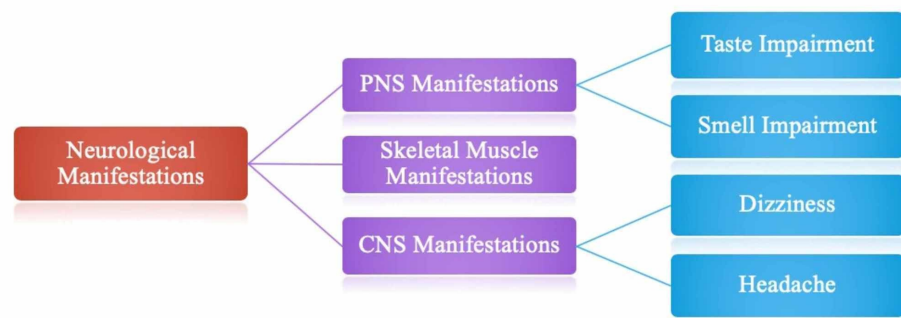 Neurological
Manifestations
PNS Manifestations
Skeletal Muscle
Manifestations
CNS Manifestations
Taste Impairment
Smell Impairment
Dizziness
Headache